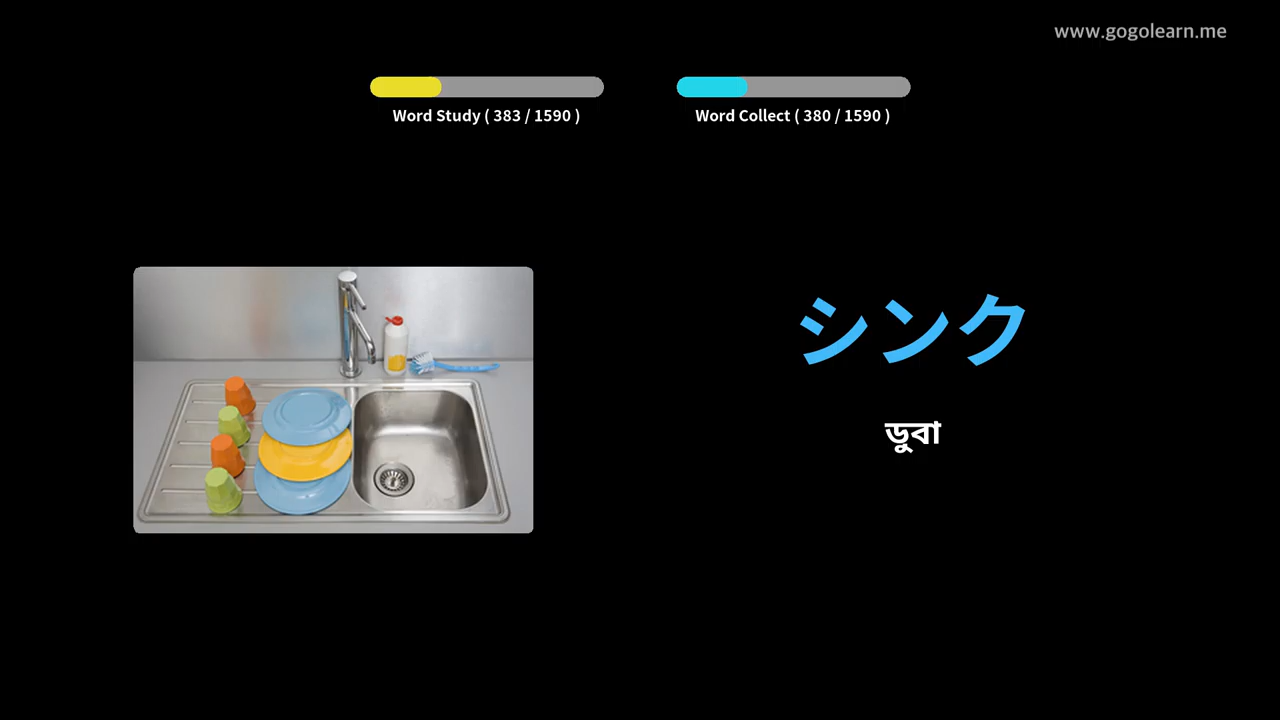 www.gogolearn.me
Word Study ( 383 / 1590 )
Word Collect ( 380 / 1590 )
シンク
ডুবা